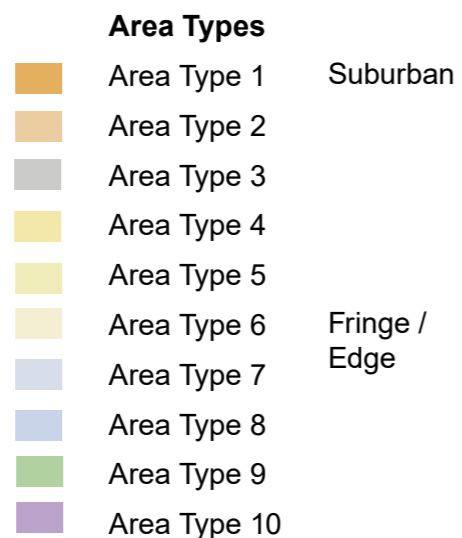 Area Types
Area Type 1 Suburban
Area Type 2
Area Type 3
Area Type 4
Area Type 5
Area Type 6 Fringe /
Edge
Area Type 7
Area Type 8
Area Type 9
Area Type 10